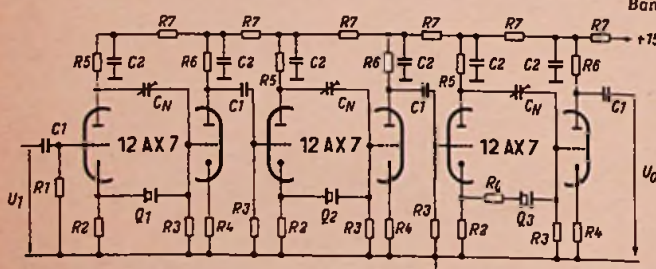 Ban
R7 R7 R7 R7 R7
+15
R5 C2 R6 C2 R5 C2 R6 C2 R5 C2 C2 R6
CN C1 CN C1 CN C1
C1 12 AX 7 12 AX 7 12 AX 7
U1 R1 Q1 Q2 R4 Q3
R2 R3 R4 R3 R2 R3 R4 R3 R2 R3 R4